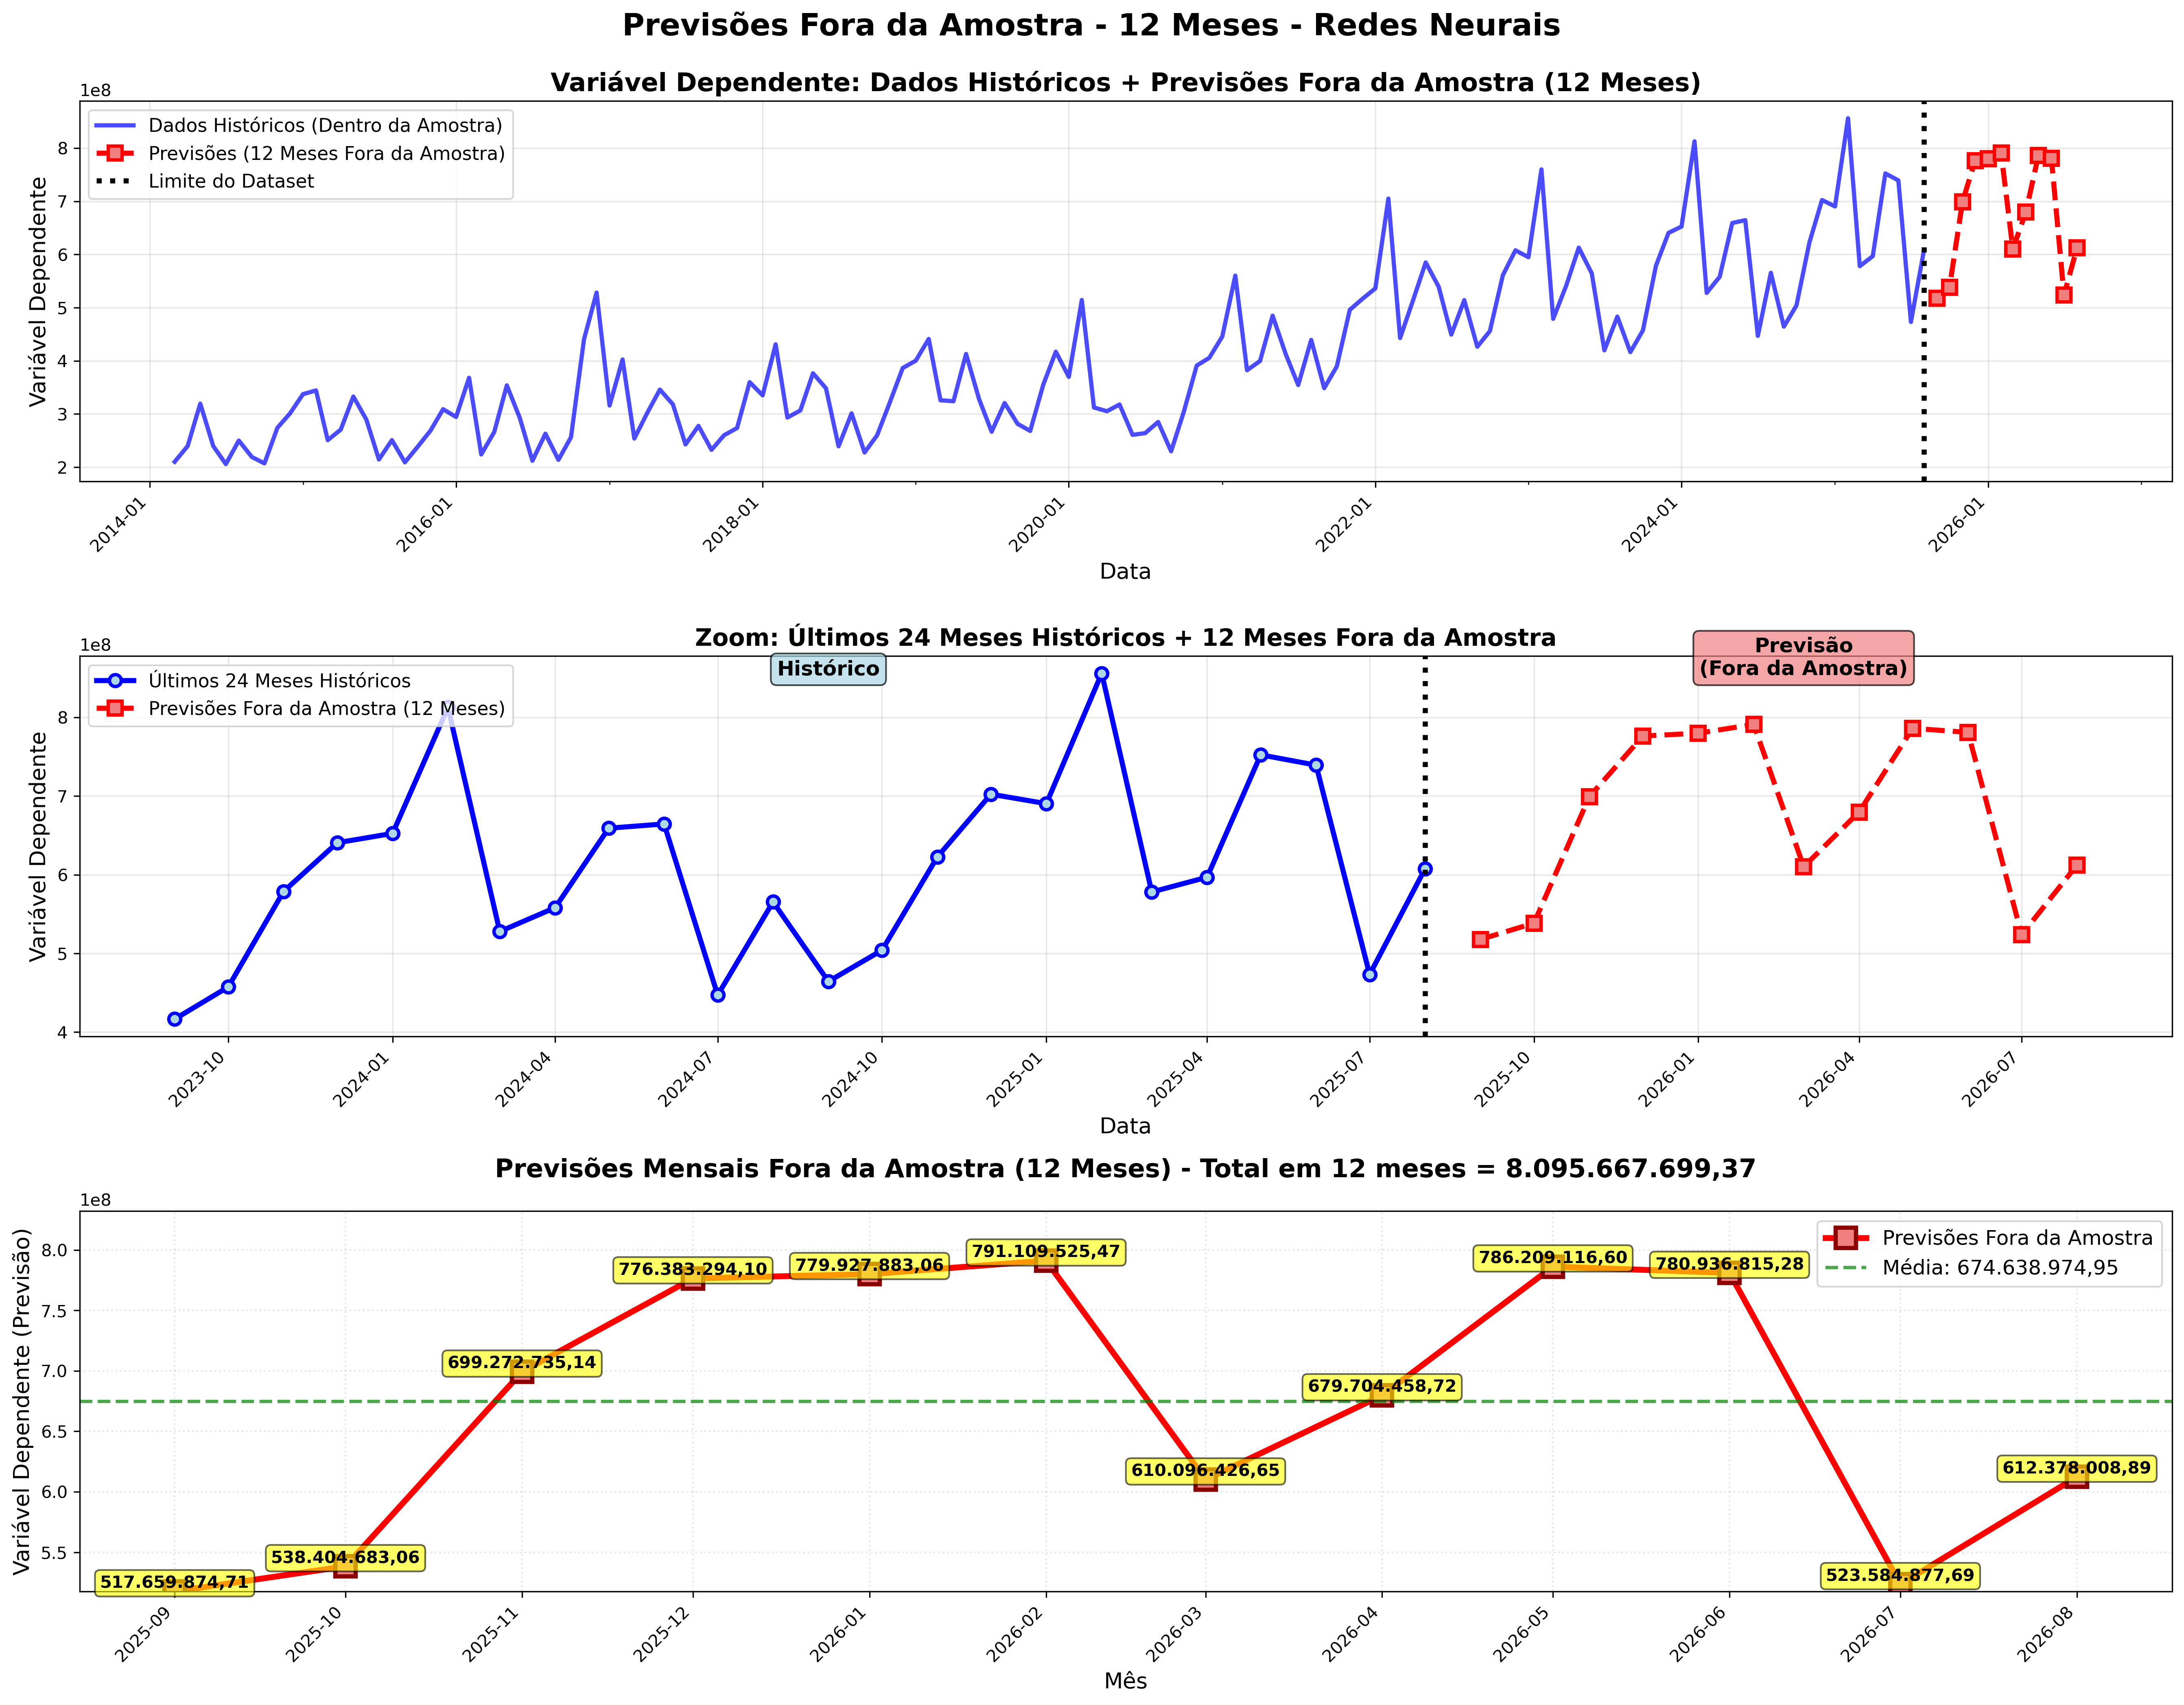 Previsões Fora da Amostra - 12 Meses - Redes Neurais
Variável Dependente: Dados Históricos + Previsões Fora da Amostra (12 Meses)
1e8
Dados Históricos (Dentro da Amostra)
Previsões (12 Meses Fora da Amostra)
Limite do Dataset
Variável Dependente
8
7
6
5
4
3
2
2014-01
2016-01
2018-01
2020-01
2022-01
2024-01
2026-01
Data
Zoom: Últimos 24 Meses Históricos + 12 Meses Fora da Amostra
1e8
Últimos 24 Meses Históricos
Previsões Fora da Amostra (12 Meses)
Histórico
Previsão
(Fora da Amostra)
Variável Dependente
8
7
6
5
4
2023-10
2024-01
2024-04
2024-07
2024-10
2025-01
2025-04
2025-07
2025-10
2026-01
2026-04
2026-07
Data
Previsões Mensais Fora da Amostra (12 Meses) - Total em 12 meses = 8.095.667.699,37
1e8
Previsões Fora da Amostra
Média: 674.638.974,95
Variável Dependente (Previsão)
8.0
7.5
7.0
6.5
6.0
5.5
517.659.874,71
538.404.683,06
699.272.735,14
776.383.294,10
779.927.883,06
791.109.525,47
610.096.426,65
679.704.458,72
786.209.116,60
780.936.815,28
523.584.877,69
612.378.008,89
2025-09
2025-10
2025-11
2025-12
2026-01
2026-02
2026-03
2026-04
2026-05
2026-06
2026-07
2026-08
Mês